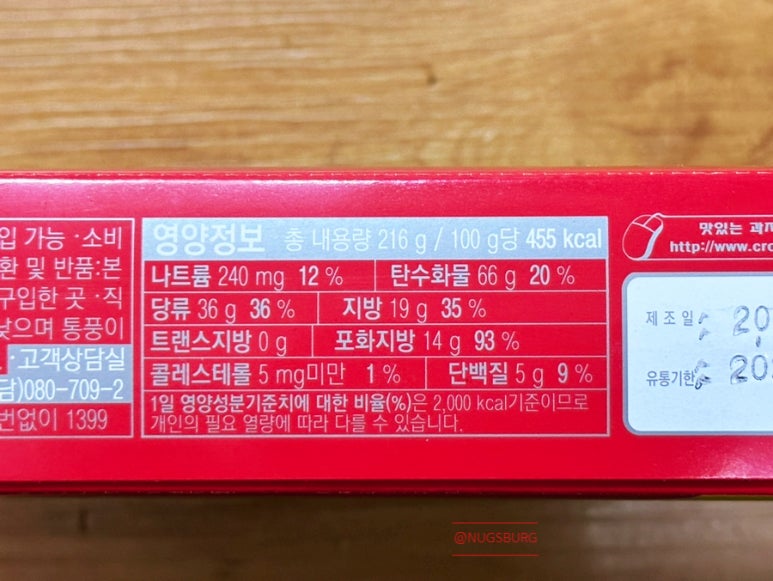 입 가능 ·소비
환 및 반품:본
구입한 곳 ·직
낮으며 통풍이
·고객상담실
담)080-709-2
번없이 1399
영양정보 총 내용량 216 g / 100 g당 455 kcal
나트륨 240 mg 12 % 탄수화물 66 g 20 %
당류 36 g 36 % 지방 19 g 35 %
트랜스지방 0 g 포화지방 14 g 93 %
콜레스테롤 5 mg미만 1 % 단백질 5 g 9 %
1일 영양성분기준치에 대한 비율(%)은 2,000 kcal기준이므로
개인의 필요 열량에 따라 다를 수 있습니다.
맛있는 과자
http://www.cro
제조일: 20
유통기한: 20
@NUGSBURG